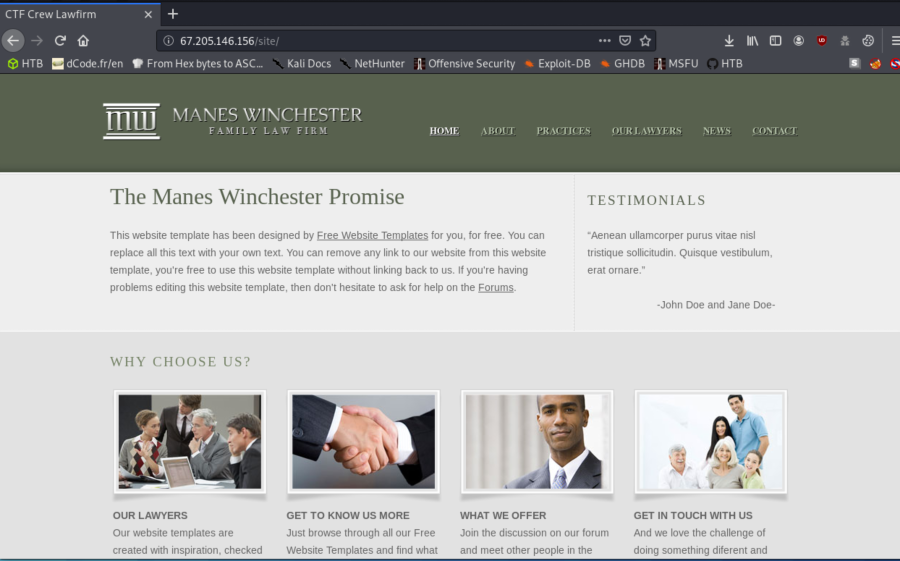 CTF Crew Lawfirm
67.205.146.156/site/
HTB dCode.fr/en From Hex bytes to ASC... Kali Docs NetHunter Offensive Security Exploit-DB GHDB MSFU HTB
mw MANES WINCHESTER
FAMILY LAW FIRM
HOME ABOUT PRACTICES OUR LAWYERS NEWS CONTACT
The Manes Winchester Promise
This website template has been designed by Free Website Templates for you, for free. You can
replace all this text with your own text. You can remove any link to our website from this website
template, you're free to use this website template without linking back to us. If you're having
problems editing this website template, then don't hesitate to ask for help on the Forums.
TESTIMONIALS
“Aenean ullamcorper purus vitae nisl
tristique sollicitudin. Quisque vestibulum,
erat ornare.”
-John Doe and Jane Doe-
WHY CHOOSE US?
OUR LAWYERS
Our website templates are
created with inspiration, checked
GET TO KNOW US MORE
Just browse through all our Free
Website Templates and find what
WHAT WE OFFER
Join the discussion on our forum
and meet other people in the
GET IN TOUCH WITH US
And we love the challenge of
doing something diferent and